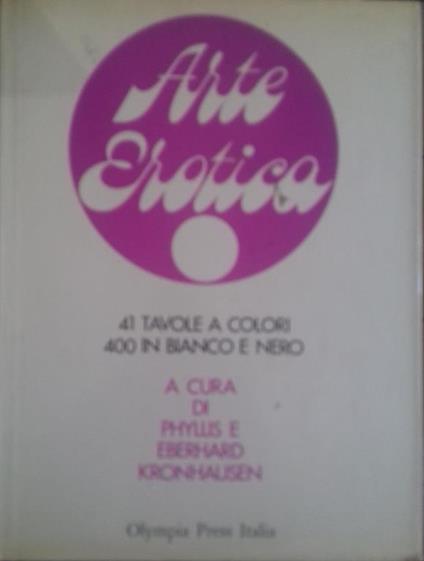 Arte
Erotica
41 TAVOLE A COLORI
400 IN BIANCO E NERO
A CURA
DI
PHYLLIS E
EBERHARD
KRONHAUSEN
Olympia Press Italia